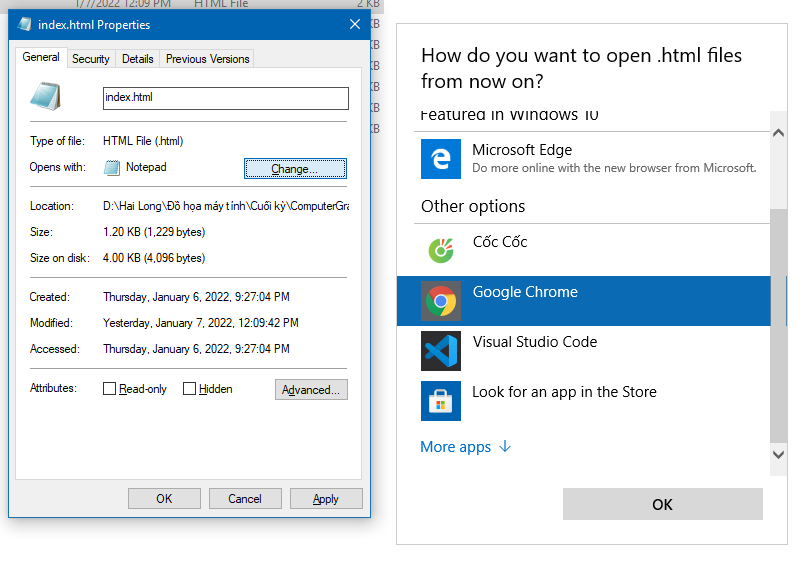 1/7/2022 12:09 PM HTML File 2 KB
index.html Properties
KB
KB
KB
KB
KB
KB
General Security Details Previous Versions
index.html
Type of file: HTML File (.html)
Opens with: Notepad Change...
Location: D:\Hai Long\Đồ họa máy tính\Cuối kỳ\ComputerGra
Size: 1.20 KB (1,229 bytes)
Size on disk: 4.00 KB (4,096 bytes)
Created: Thursday, January 6, 2022, 9:27:04 PM
Modified: Yesterday, January 7, 2022, 12:09:42 PM
Accessed: Thursday, January 6, 2022, 9:27:04 PM
Attributes: Read-only Hidden Advanced...
OK Cancel Apply
How do you want to open .html files
from now on?
Featured in Windows 10
Microsoft Edge
Do more online with the new browser from Microsoft.
Other options
Cốc Cốc
Google Chrome
Visual Studio Code
Look for an app in the Store
More apps
OK